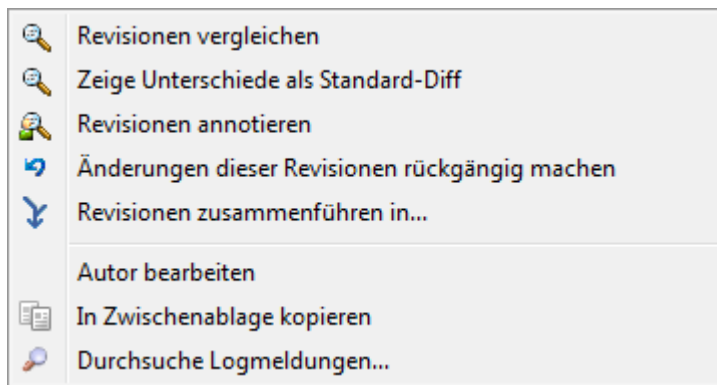 Revisionen vergleichen
Zeige Unterschiede als Standard-Diff
Revisionen annotieren
Änderungen dieser Revisionen rückgängig machen
Revisionen zusammenführen in...
Autor bearbeiten
In Zwischenablage kopieren
Durchsuche Logmeldungen...